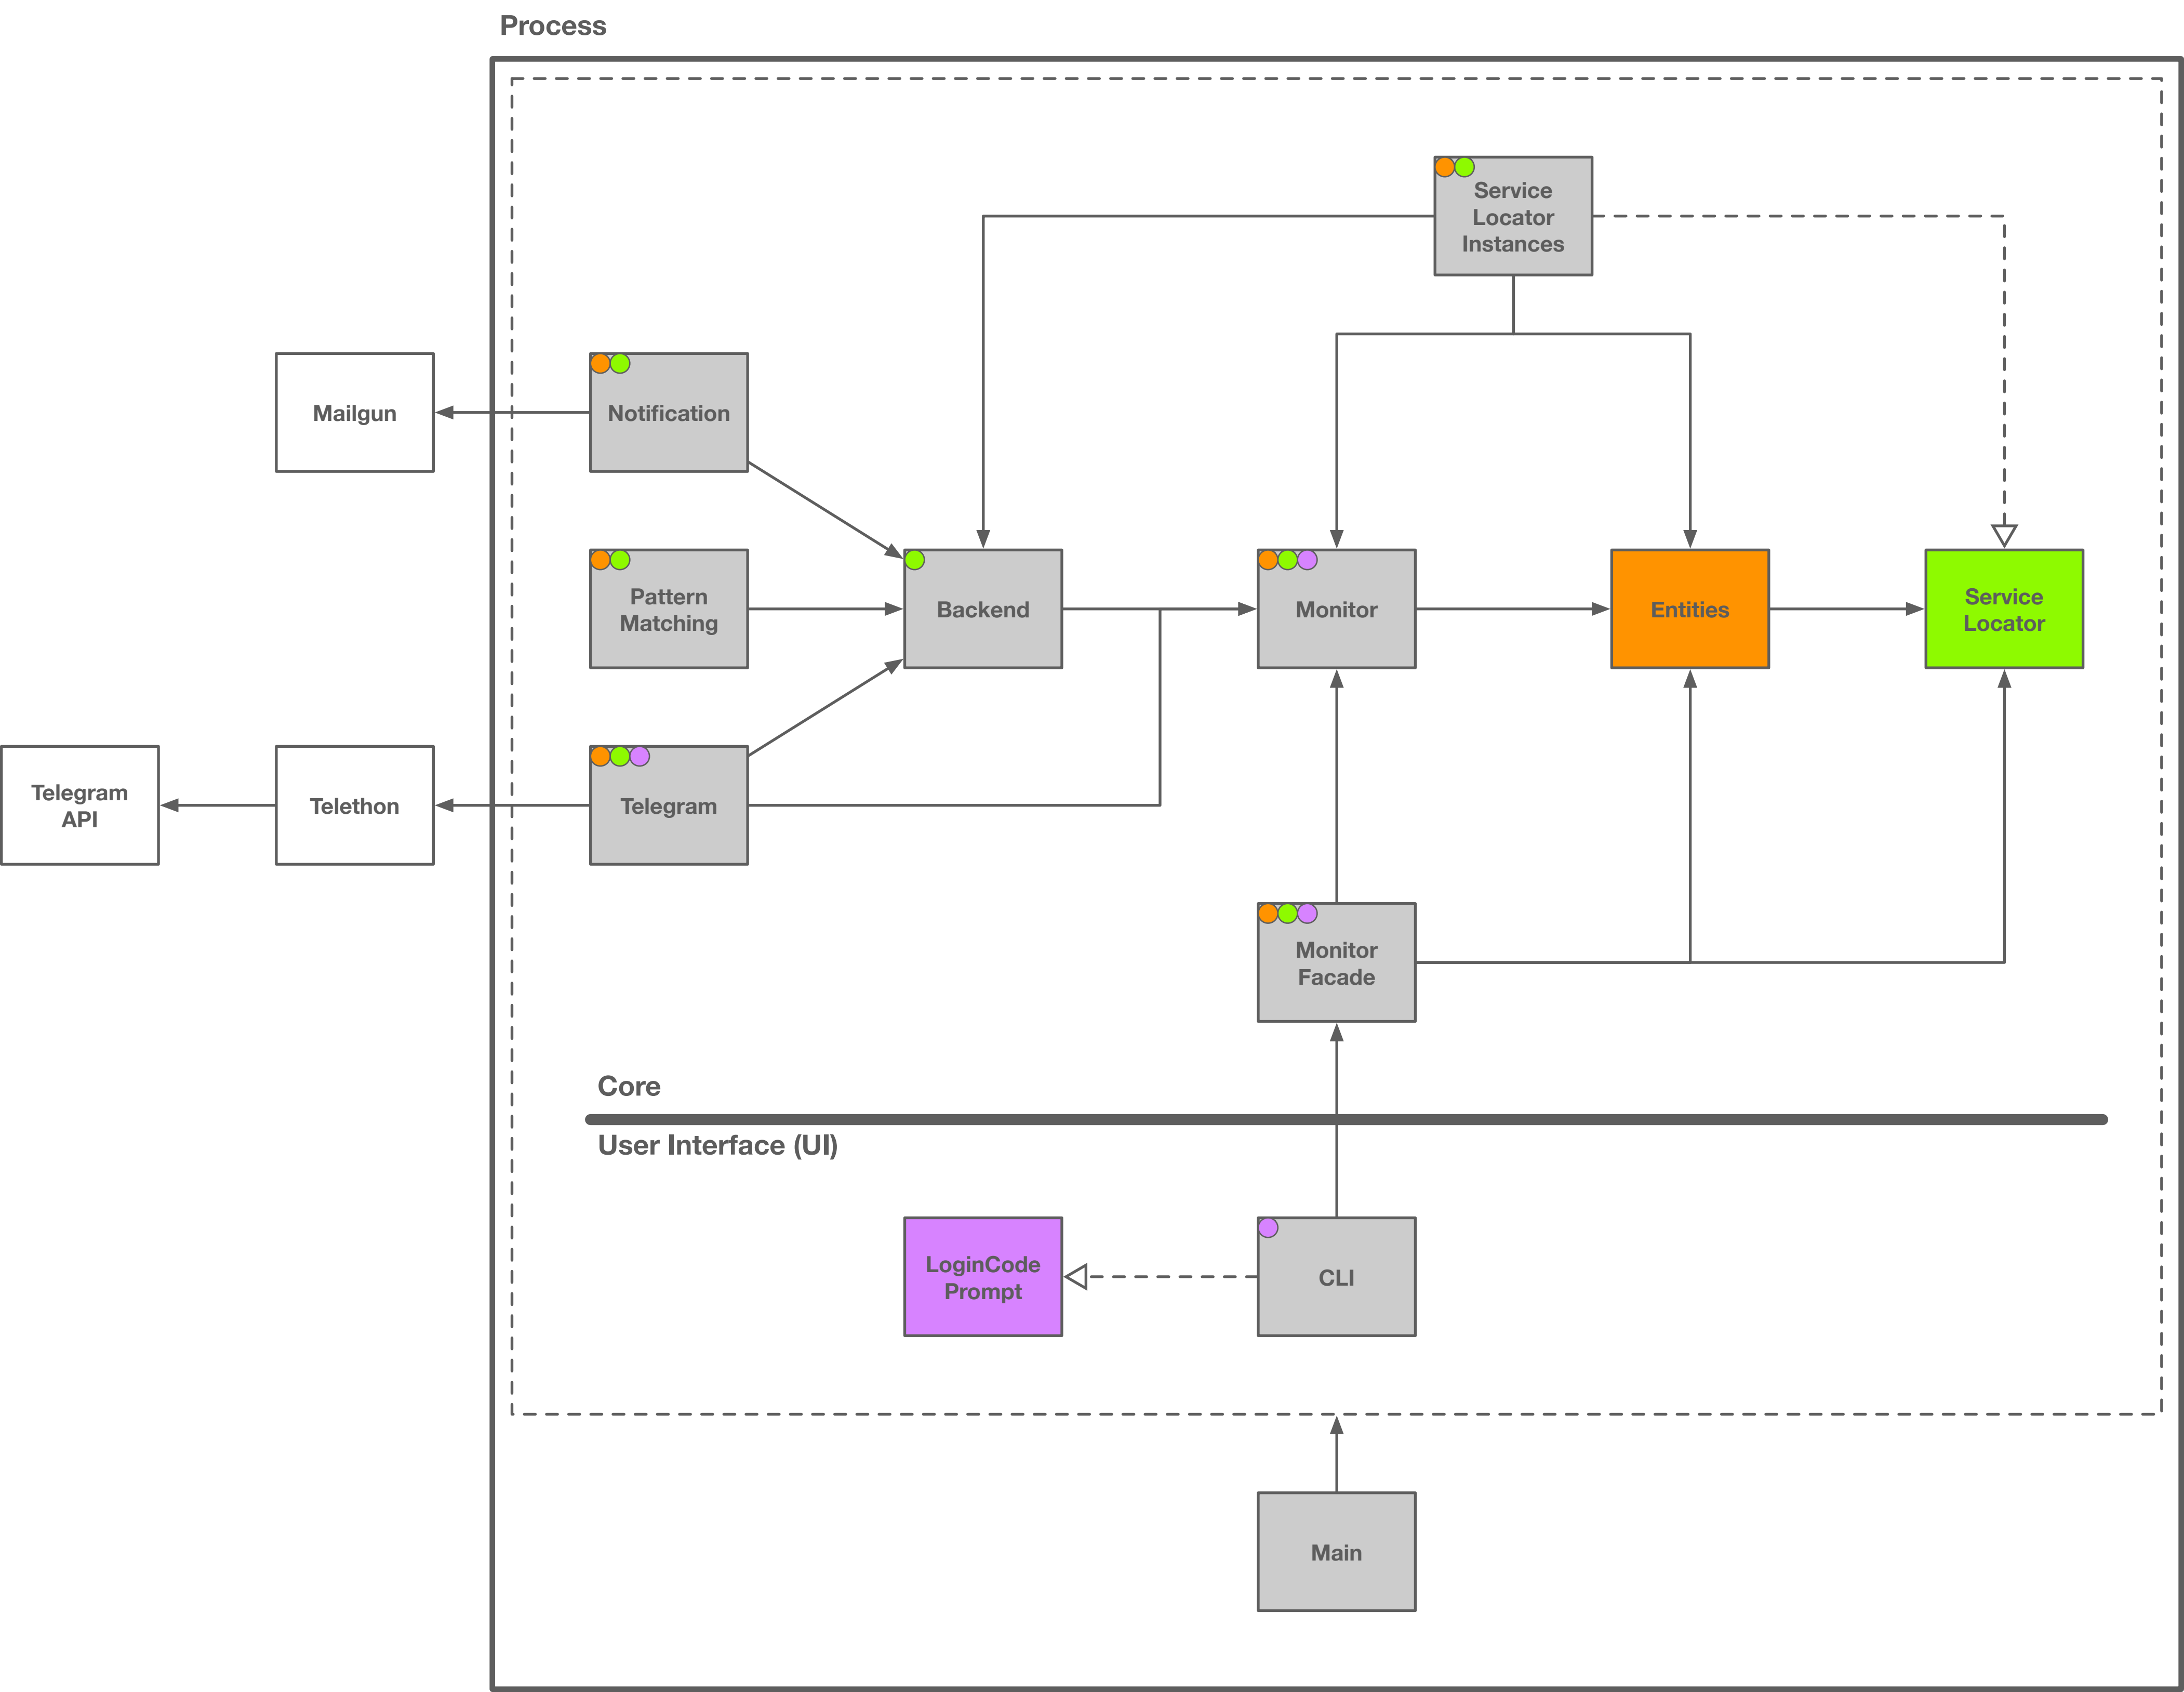 Process
Service
Locator
Instances
Mailgun
Notification
Pattern
Matching
Backend
Monitor
Entities
Service
Locator
Telegram
API
Telethon
Telegram
Monitor
Facade
Core
User Interface (UI)
LoginCode
Prompt
CLI
Main